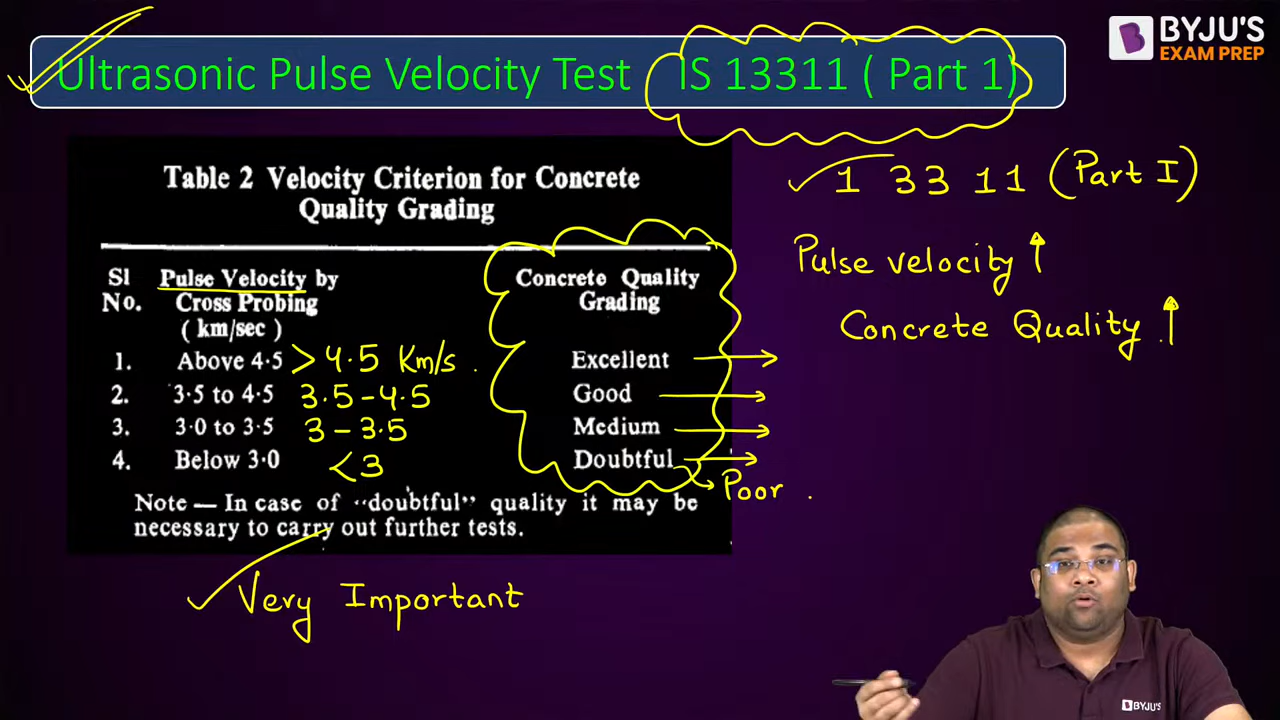 BYJU'S
EXAM PREP
Ultrasonic Pulse Velocity Test IS 13311 ( Part 1)
1 33 11 (Part I)
Pulse velocity ↑
Concrete Quality ↑
Table 2 Velocity Criterion for Concrete
Quality Grading
Sl Pulse Velocity by Concrete Quality
No. Cross Probing Grading
( km/sec )
1. Above 4·5 > 4.5 Km/s. Excellent
2. 3·5 to 4·5 3.5 - 4.5 Good
3. 3·0 to 3·5 3 - 3.5 Medium
4. Below 3·0 < 3 Doubtful
Poor .
Note — In case of “doubtful” quality it may be
necessary to carry out further tests.
Very Important
BYJU'S